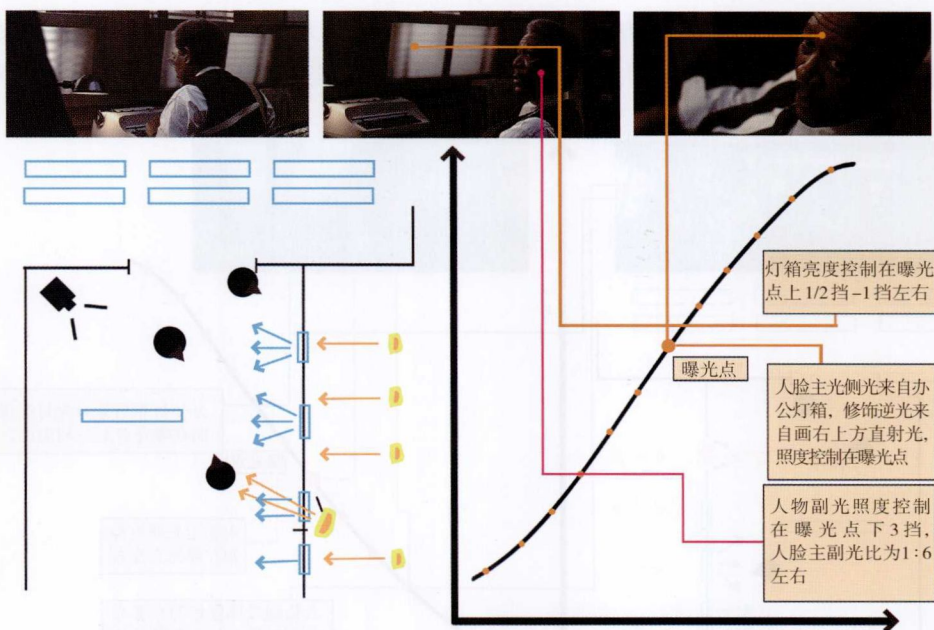 灯箱亮度控制在曝光
点上1/2挡-1挡左右
曝光点
人脸主光侧光来自办
公灯箱，修饰逆光来
自画右上方直射光，
照度控制在曝光点
人物副光照度控制
在曝光点下3挡，
人脸主副光比为1:6
左右